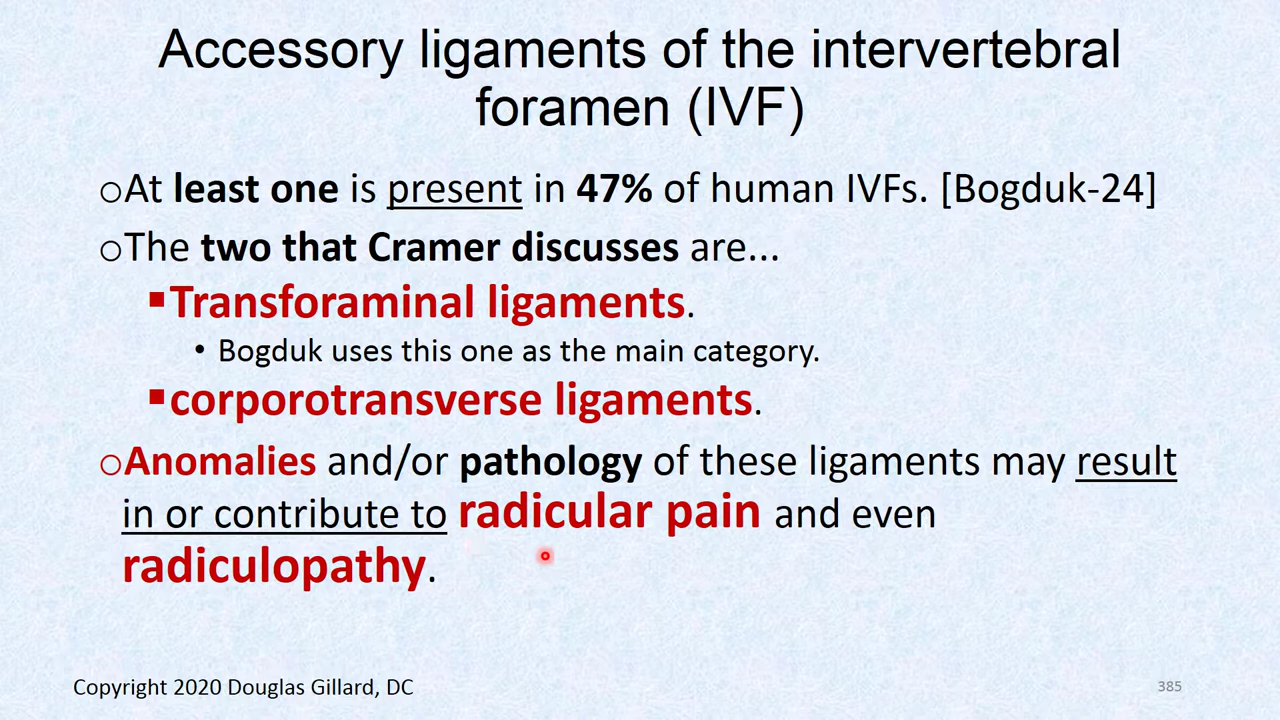 Accessory ligaments of the intervertebral
foramen (IVF)
oAt least one is present in 47% of human IVFs. [Bogduk-24]
oThe two that Cramer discusses are...
▪Transforaminal ligaments.
• Bogduk uses this one as the main category.
▪corporotransverse ligaments.
oAnomalies and/or pathology of these ligaments may result
in or contribute to radicular pain and even
radiculopathy.
Copyright 2020 Douglas Gillard, DC
385